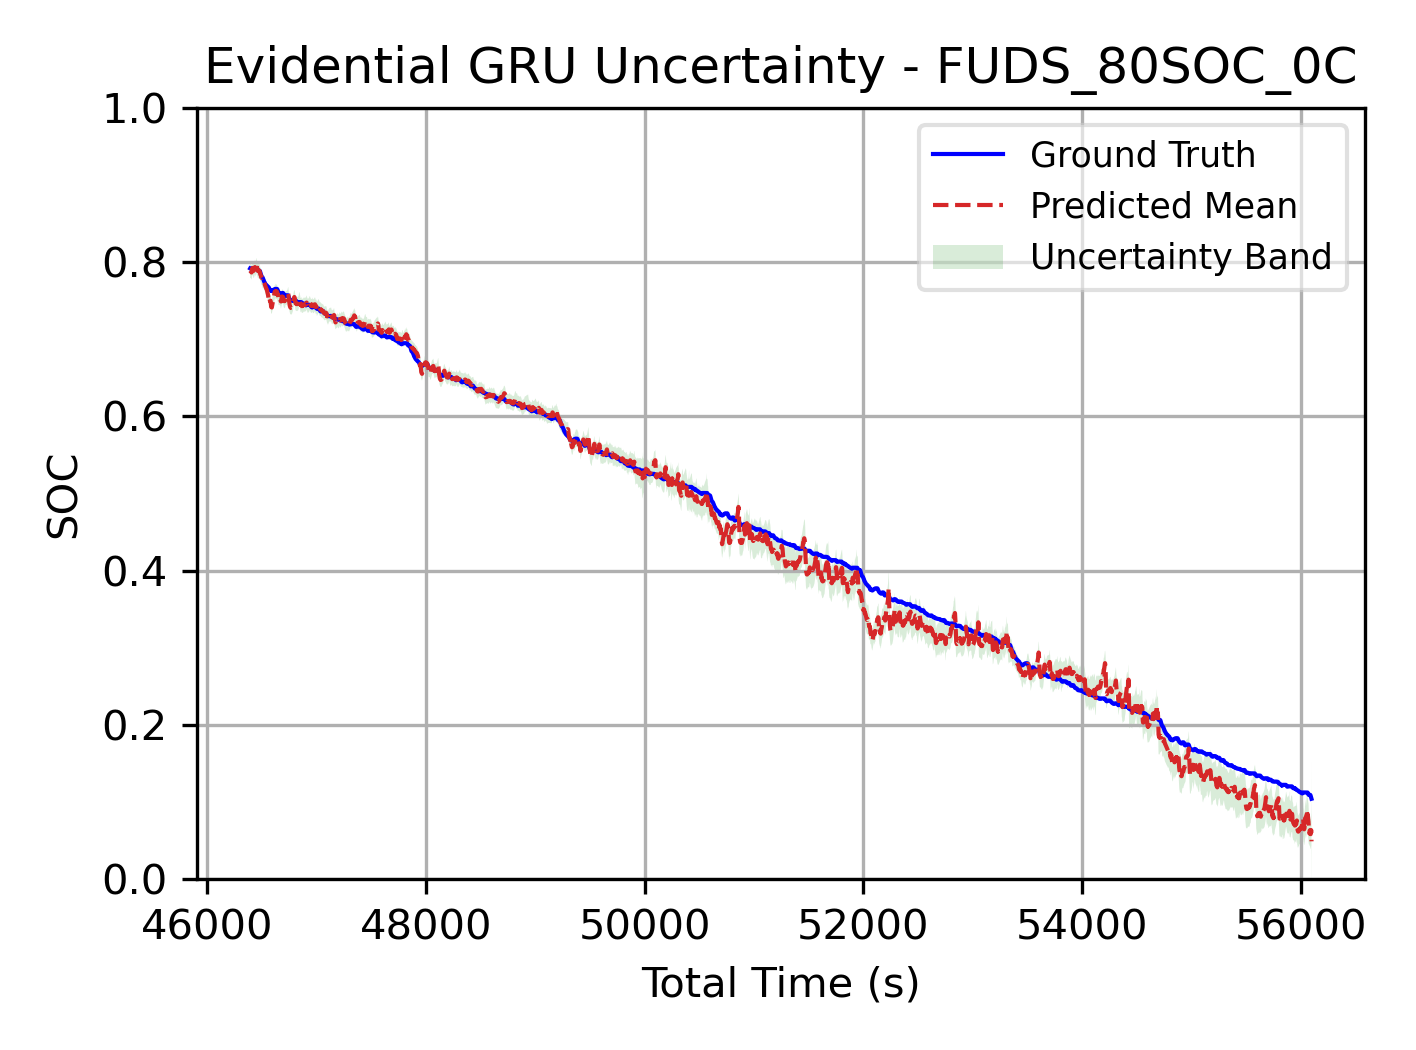 Evidential GRU Uncertainty - FUDS_80SOC_0C
1.0
0.8
0.6
0.4
0.2
0.0
SOC
Ground Truth
Predicted Mean
Uncertainty Band
46000 48000 50000 52000 54000 56000
Total Time (s)